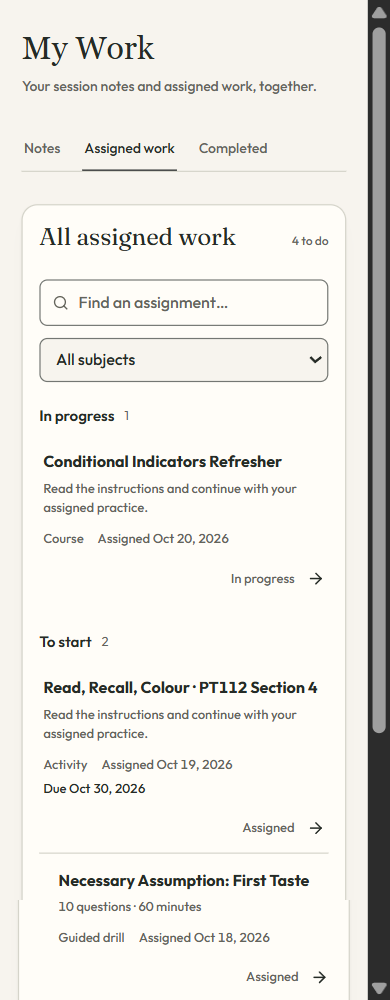 My Work
Your session notes and assigned work, together.
Notes Assigned work Completed
All assigned work 4 to do
Find an assignment...
All subjects
In progress 1
Conditional Indicators Refresher
Read the instructions and continue with your
assigned practice.
Course Assigned Oct 20, 2026
In progress →
To start 2
Read, Recall, Colour · PT112 Section 4
Read the instructions and continue with your
assigned practice.
Activity Assigned Oct 19, 2026
Due Oct 30, 2026
Assigned →
Necessary Assumption: First Taste
10 questions · 60 minutes
Guided drill Assigned Oct 18, 2026
Assigned →